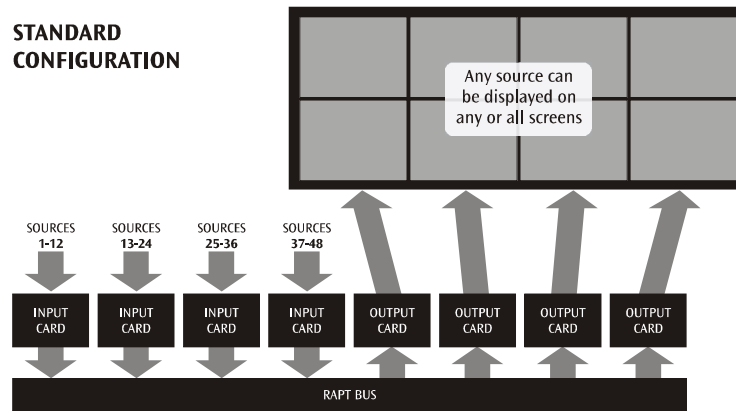 STANDARD
CONFIGURATION
Any source can
be displayed on
any or all screens
SOURCES
1-12
SOURCES
13-24
SOURCES
25-36
SOURCES
37-48
INPUT
CARD
INPUT
CARD
INPUT
CARD
INPUT
CARD
OUTPUT
CARD
OUTPUT
CARD
OUTPUT
CARD
OUTPUT
CARD
RAPT BUS